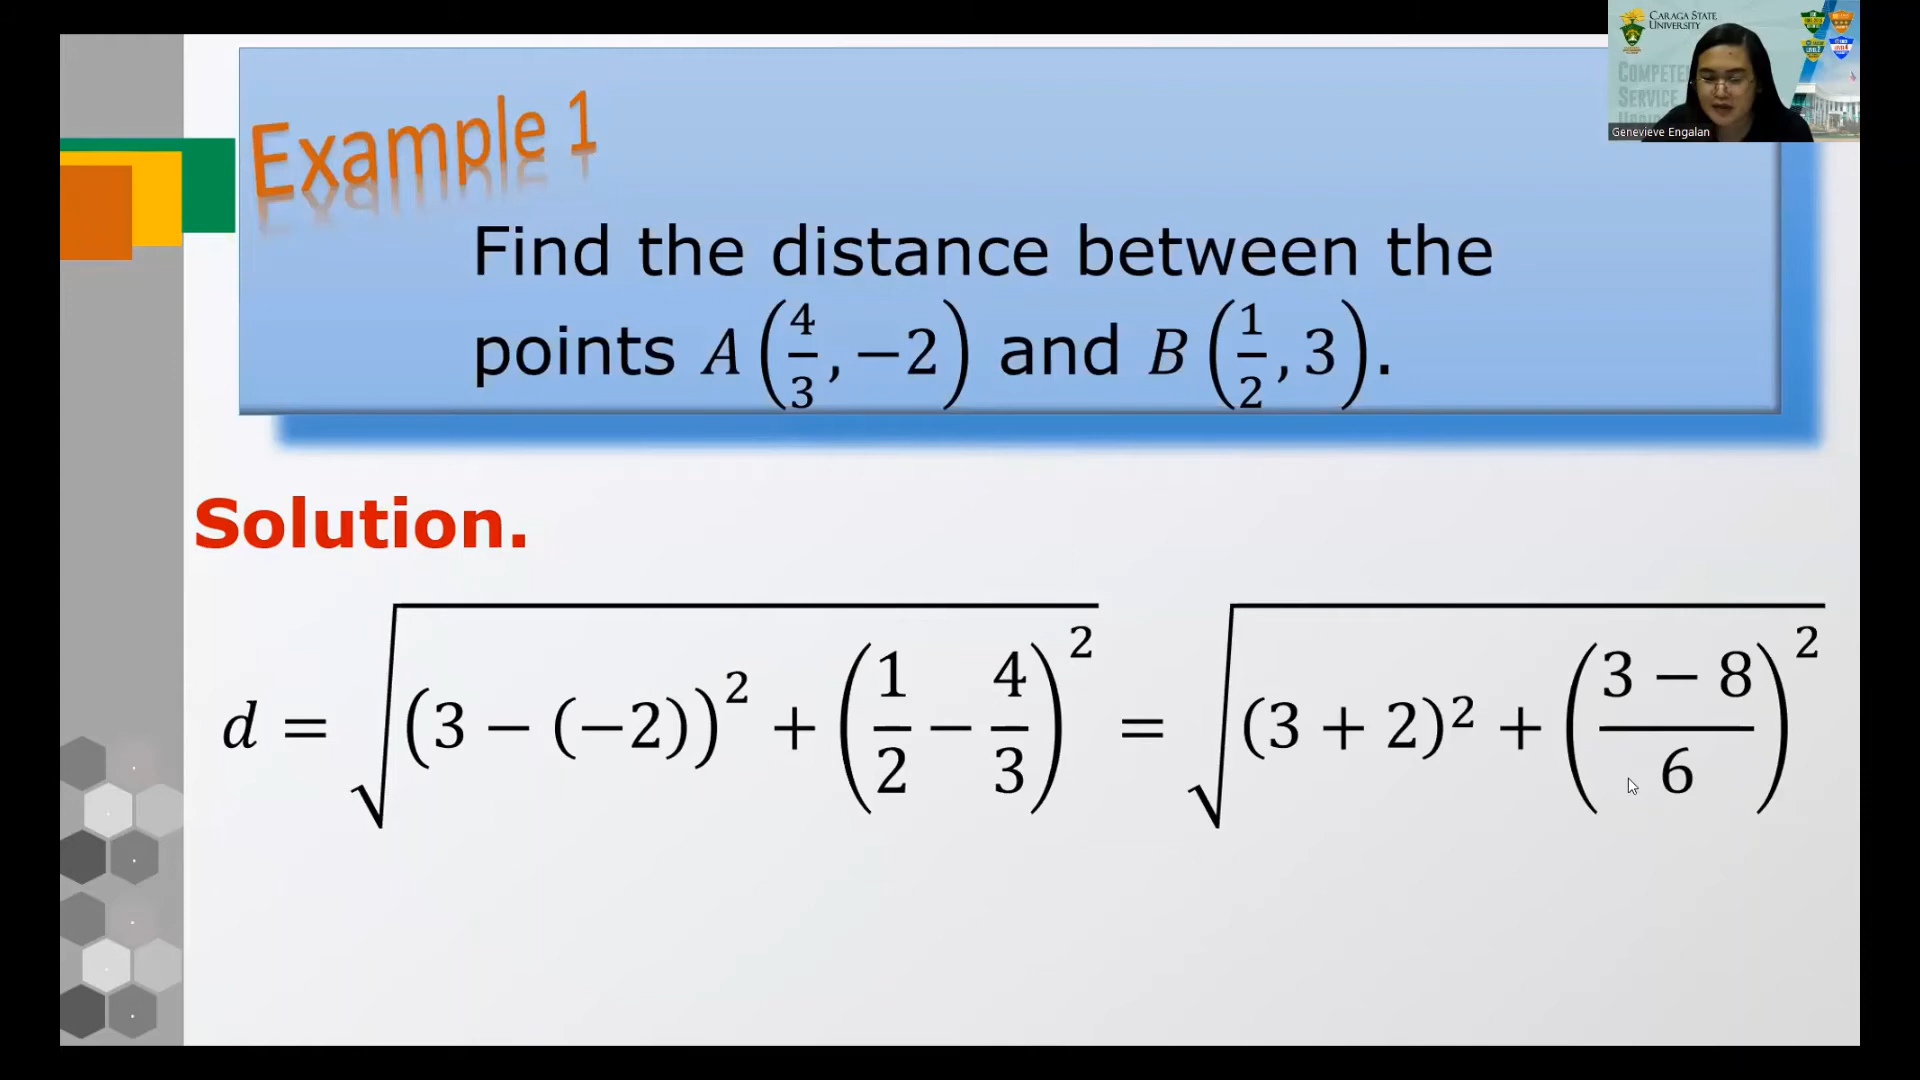 CARAGA STATE
UNIVERSITY
COMPETE
SERVICE
Genevieve Engalan
Example 1
Find the distance between the
points A (4/3, −2) and B (1/2, 3).
Solution.
d = √((3 − (−2))² + (1/2 − 4/3)²) = √((3 + 2)² + ((3 − 8)/6)²)